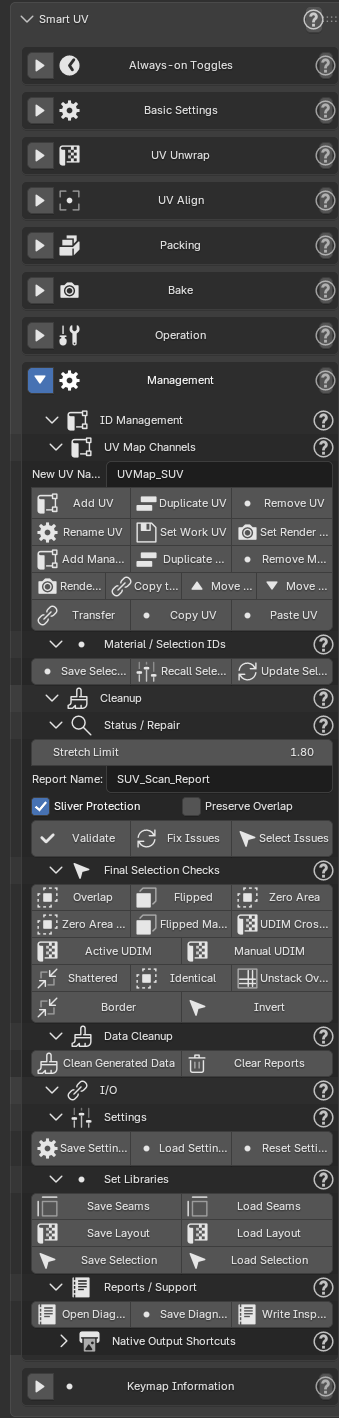 Smart UV
Always-on Toggles
Basic Settings
UV Unwrap
UV Align
Packing
Bake
Operation
Management
ID Management
UV Map Channels
New UV Na... UVMap_SUV
Add UV Duplicate UV Remove UV
Rename UV Set Work UV Set Render ...
Add Mana... Duplicate ... Remove M...
Rende... Copy t... Move ... Move ...
Transfer Copy UV Paste UV
Material / Selection IDs
Save Selec... Recall Sele... Update Sel...
Cleanup
Status / Repair
Stretch Limit 1.80
Report Name: SUV_Scan_Report
Sliver Protection Preserve Overlap
Validate Fix Issues Select Issues
Final Selection Checks
Overlap Flipped Zero Area
Zero Area ... Flipped Ma... UDIM Cros...
Active UDIM Manual UDIM
Shattered Identical Unstack Ov...
Border Invert
Data Cleanup
Clean Generated Data Clear Reports
I/O
Settings
Save Settin... Load Settin... Reset Setti...
Set Libraries
Save Seams Load Seams
Save Layout Load Layout
Save Selection Load Selection
Reports / Support
Open Diag... Save Diagn... Write Insp...
Native Output Shortcuts
Keymap Information